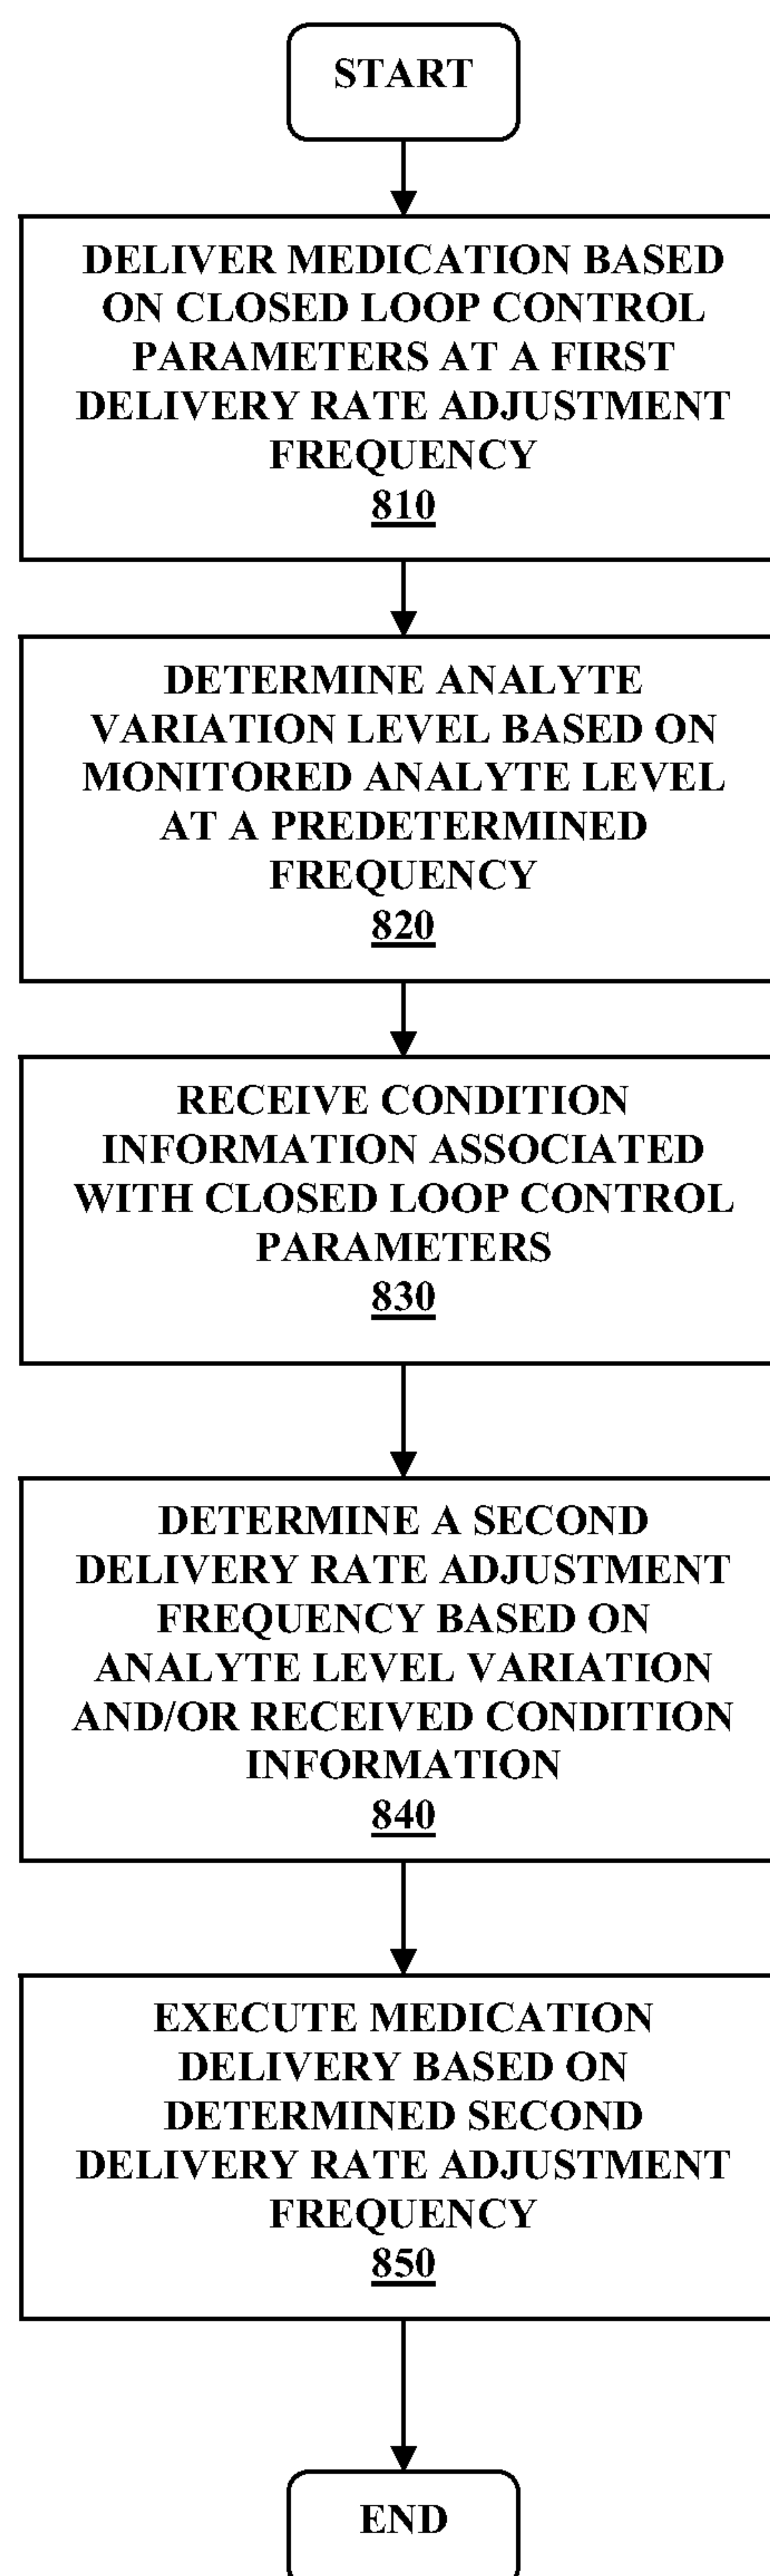 START
DELIVER MEDICATION BASED
ON CLOSED LOOP CONTROL
PARAMETERS AT A FIRST
DELIVERY RATE ADJUSTMENT
FREQUENCY
810
DETERMINE ANALYTE
VARIATION LEVEL BASED ON
MONITORED ANALYTE LEVEL
AT A PREDETERMINED
FREQUENCY
820
RECEIVE CONDITION
INFORMATION ASSOCIATED
WITH CLOSED LOOP CONTROL
PARAMETERS
830
DETERMINE A SECOND
DELIVERY RATE ADJUSTMENT
FREQUENCY BASED ON
ANALYTE LEVEL VARIATION
AND/OR RECEIVED CONDITION
INFORMATION
840
EXECUTE MEDICATION
DELIVERY BASED ON
DETERMINED SECOND
DELIVERY RATE ADJUSTMENT
FREQUENCY
850
END